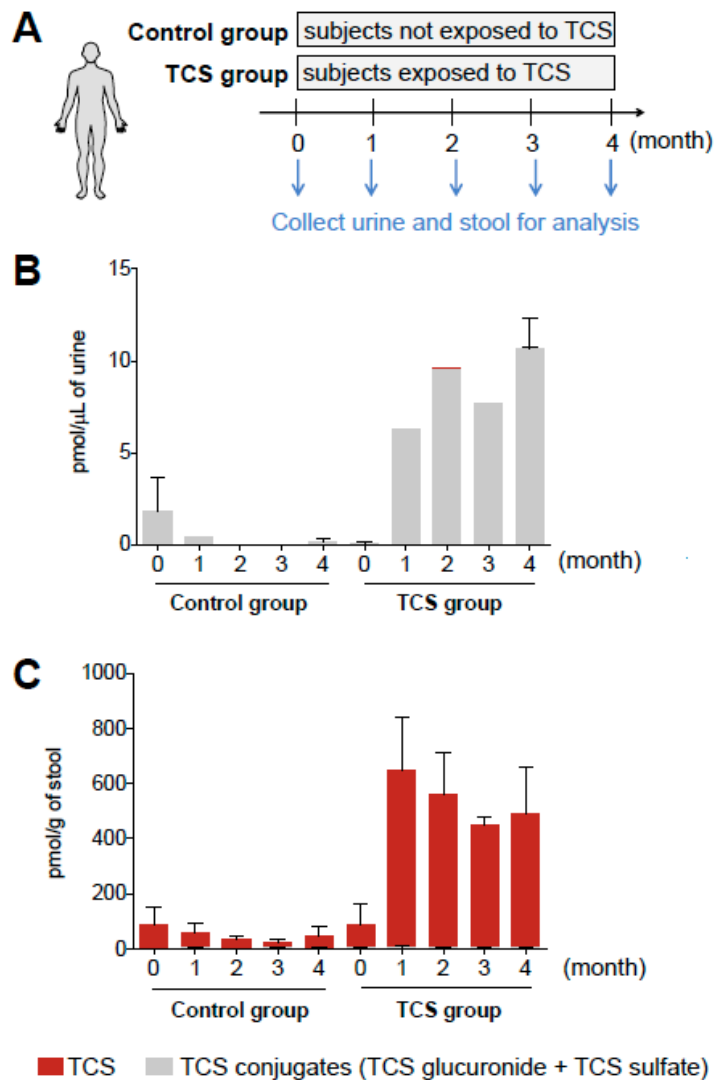 A
Control group subjects not exposed to TCS
TCS group subjects exposed to TCS
0 1 2 3 4 (month)
Collect urine and stool for analysis
B
15
10
5
0
pmol/µL of urine
0 1 2 3 4 0 1 2 3 4 (month)
Control group TCS group
C
1000
800
600
400
200
0
pmol/g of stool
0 1 2 3 4 0 1 2 3 4 (month)
Control group TCS group
TCS TCS conjugates (TCS glucuronide + TCS sulfate)